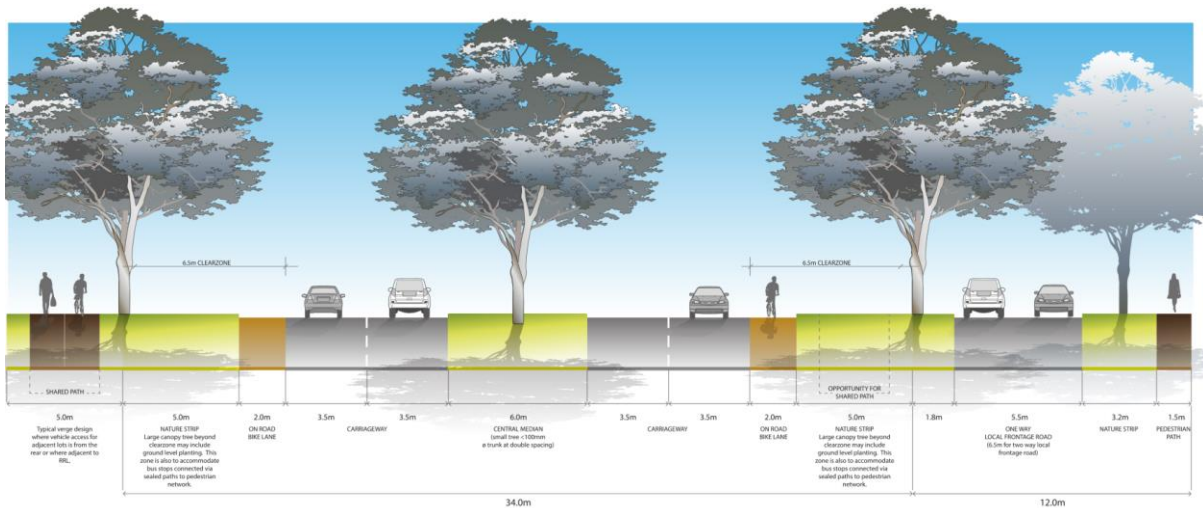 6.5m CLEARZONE
6.5m CLEARZONE
SHARED PATH
OPPORTUNITY FOR
SHARED PATH
5.0m
Typical verge design
where vehicle access for
adjacent lots is from the
rear or where adjacent to
RRL.
5.0m
NATURE STRIP
Large canopy tree beyond
clearzone may include
ground level planting. This
zone is also to accommodate
bus stops connected via
sealed paths to pedestrian
network.
2.0m
ON ROAD
BIKE LANE
3.5m
3.5m
CARRIAGEWAY
6.0m
CENTRAL MEDIAN
(small tree <100mm
ø trunk at double spacing)
3.5m
3.5m
CARRIAGEWAY
2.0m
ON ROAD
BIKE LANE
5.0m
NATURE STRIP
Large canopy tree beyond
clearzone may include
ground level planting. This
zone is also to accommodate
bus stops connected via
sealed paths to pedestrian
network.
1.8m
5.5m
ONE WAY
LOCAL FRONTAGE ROAD
(6.5m for two way local
frontage road)
3.2m
NATURE STRIP
1.5m
PEDESTRIAN
PATH
34.0m
12.0m